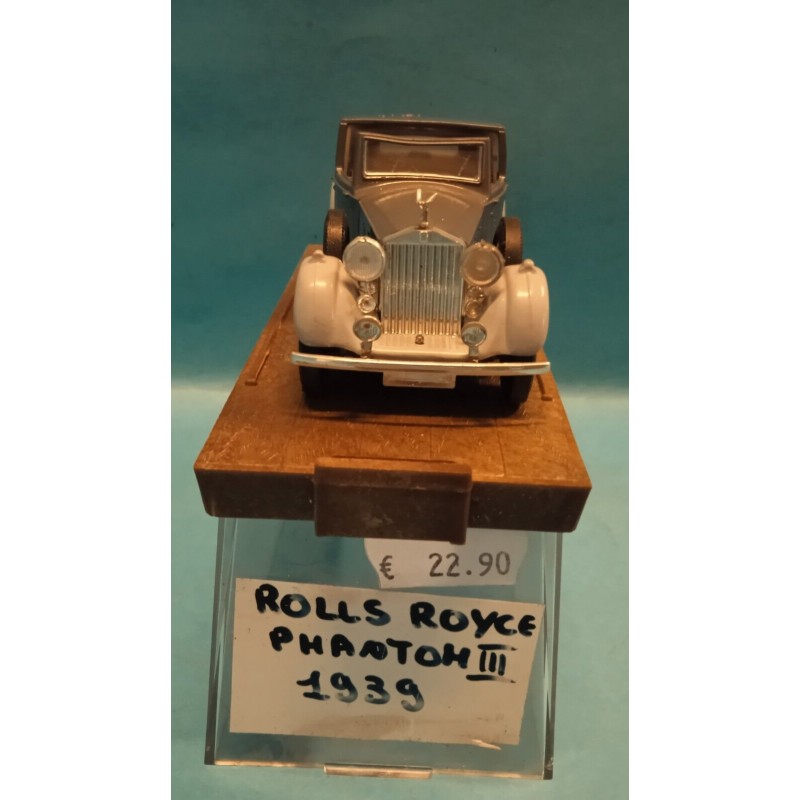 € 22.90
ROLLS ROYCE
PHANTOM III
1939